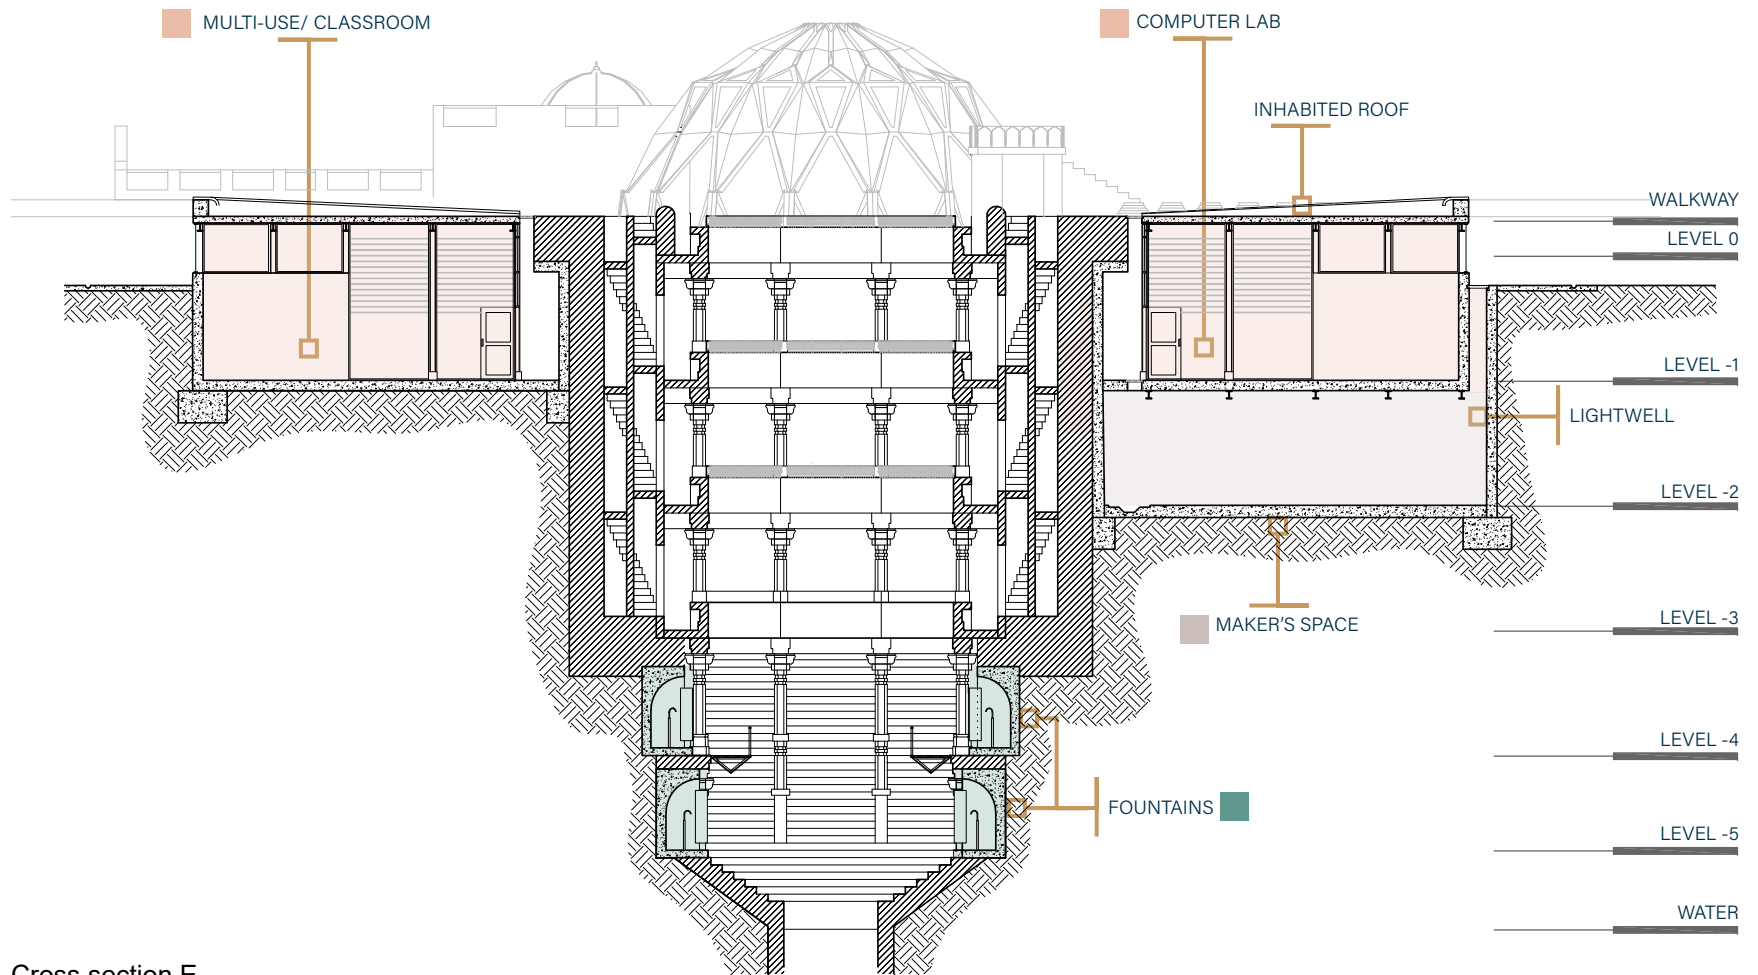 MULTI-USE/ CLASSROOM
COMPUTER LAB
INHABITED ROOF
WALKWAY
LEVEL 0
LEVEL -1
LIGHTWELL
LEVEL -2
MAKER'S SPACE
LEVEL -3
LEVEL -4
FOUNTAINS
LEVEL -5
WATER
Cross section E